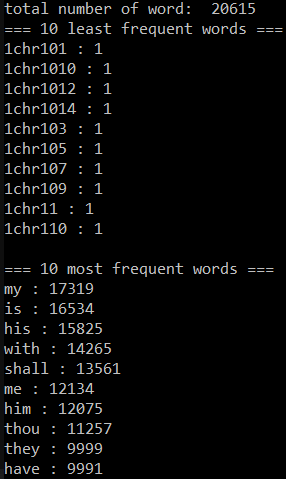 total number of word:  20615
=== 10 least frequent words ===
1chr101 : 1
1chr1010 : 1
1chr1012 : 1
1chr1014 : 1
1chr103 : 1
1chr105 : 1
1chr107 : 1
1chr109 : 1
1chr11 : 1
1chr110 : 1

=== 10 most frequent words ===
my : 17319
is : 16534
his : 15825
with : 14265
shall : 13561
me : 12134
him : 12075
thou : 11257
they : 9999
have : 9991